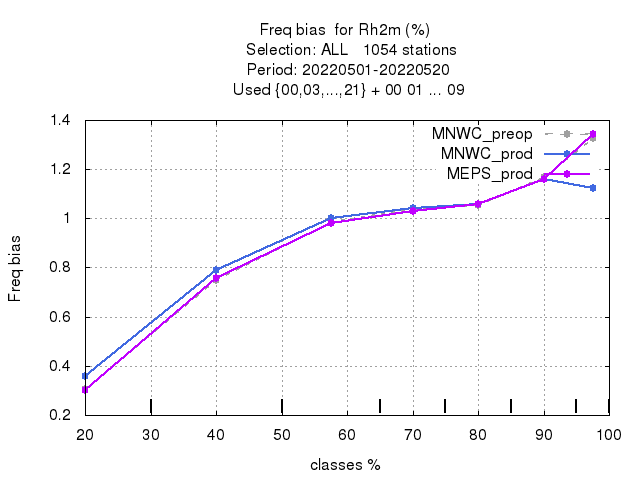 Freq bias  for Rh2m (%)
Selection: ALL   1054 stations
Period: 20220501-20220520
Used {00,03,...,21} + 00 01 ... 09
MNWC_preop
MNWC_prod
MEPS_prod
1.4
1.2
1
0.8
0.6
0.4
0.2
Freq bias
20 30 40 50 60 70 80 90 100
classes %